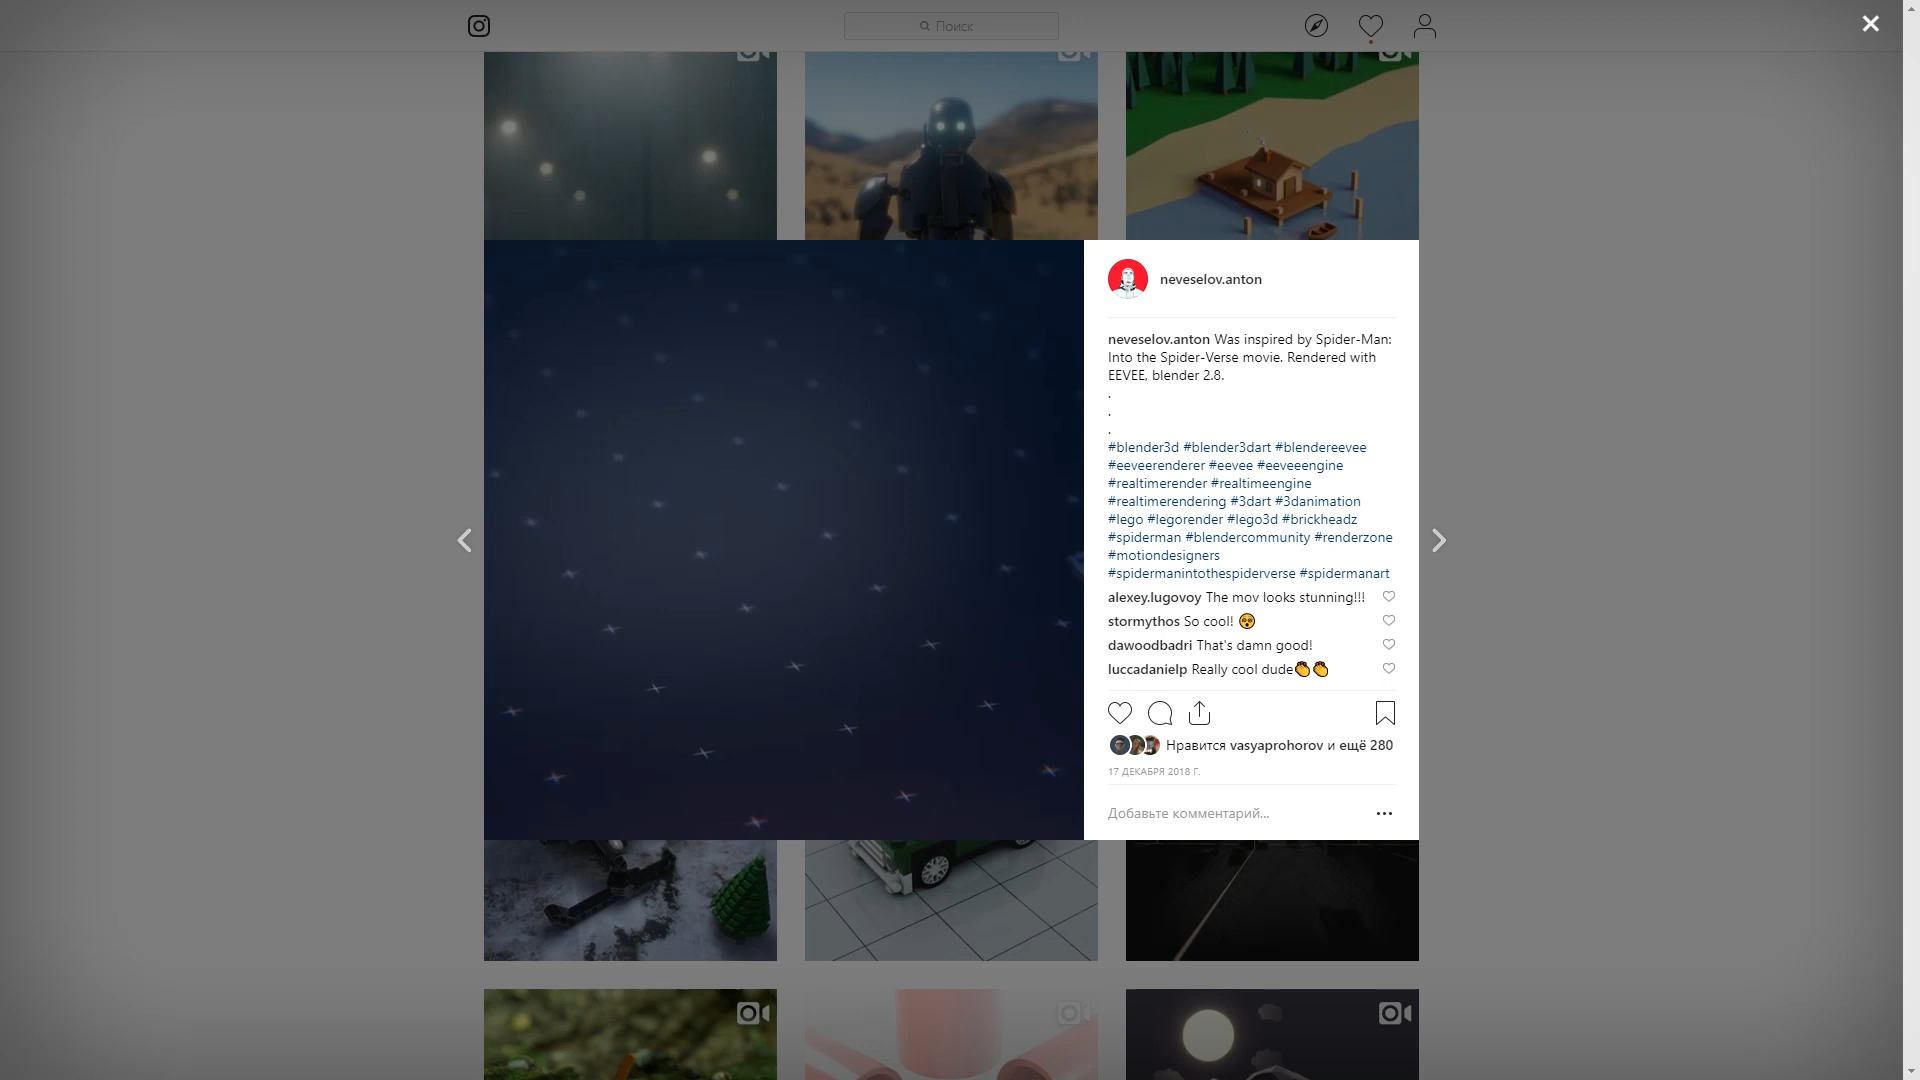 Поиск
neveselov.anton
neveselov.anton Was inspired by Spider-Man:
Into the Spider-Verse movie. Rendered with
EEVEE, blender 2.8.
.
.
.
#blender3d #blender3dart #blendereevee
#eeveerenderer #eevee #eeveeengine
#realtimerender #realtimeengine
#realtimerendering #3dart #3danimation
#lego #legorender #lego3d #brickheadz
#spiderman #blendercommunity #renderzone
#motiondesigners
#spidermanintothespiderverse #spidermanart
alexey.lugovoy The mov looks stunning!!!
stormythos So cool! 😵
dawoodbadri That's damn good!
luccadanielp Really cool dude👏👏
Нравится vasyaprohorov и ещё 280
17 ДЕКАБРЯ 2018 Г.
Добавьте комментарий...